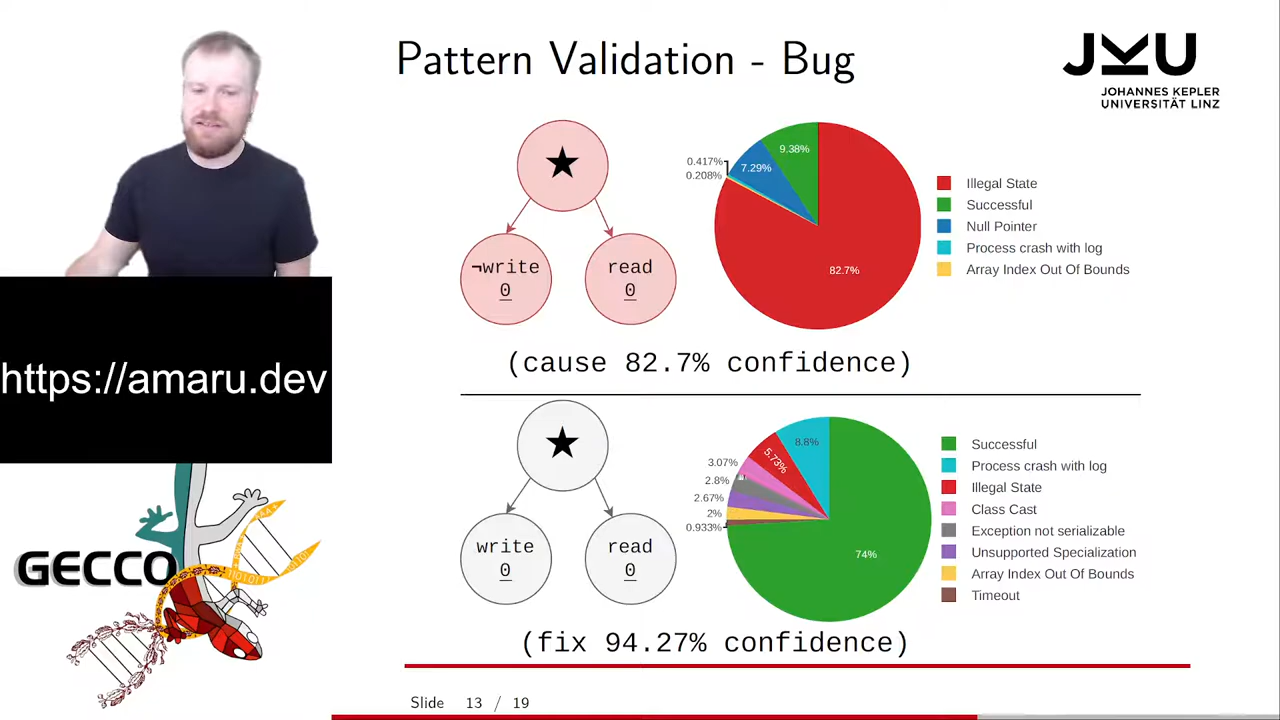 Pattern Validation - Bug
JKU
JOHANNES KEPLER
UNIVERSITÄT LINZ
★
¬write
0
read
0
9.38%
0.417%
7.29%
0.208%
82.7%
Illegal State
Successful
Null Pointer
Process crash with log
Array Index Out Of Bounds
(cause 82.7% confidence)
https://amaru.dev
★
write
0
read
0
8.8%
5.73%
3.07%
2.8%
2.67%
2%
0.933%
74%
Successful
Process crash with log
Illegal State
Class Cast
Exception not serializable
Unsupported Specialization
Array Index Out Of Bounds
Timeout
(fix 94.27% confidence)
GECCO
Slide 13 / 19